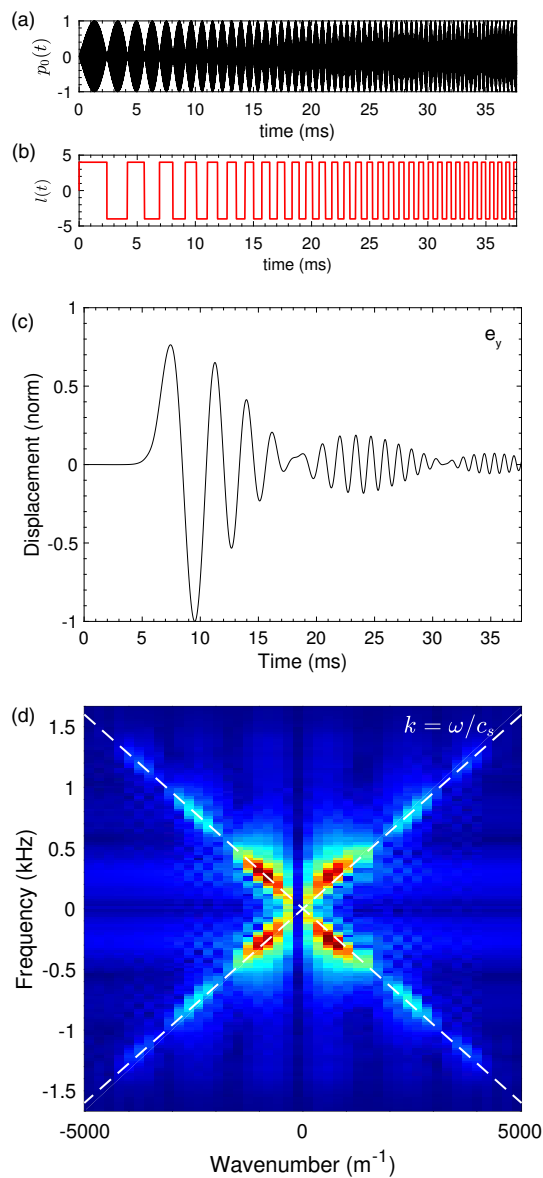 (a)
p₀(t)
1
0
-1
0 5 10 15 20 25 30 35
time (ms)
(b)
l(t)
5
0
-5
0 5 10 15 20 25 30 35
time (ms)
(c)
Displacement (norm)
1
0.5
0
-0.5
-1
e_y
0 5 10 15 20 25 30 35
Time (ms)
(d)
Frequency (kHz)
1.5
1
0.5
0
-0.5
-1
-1.5
k = ω/c_s
-5000 0 5000
Wavenumber (m⁻¹)